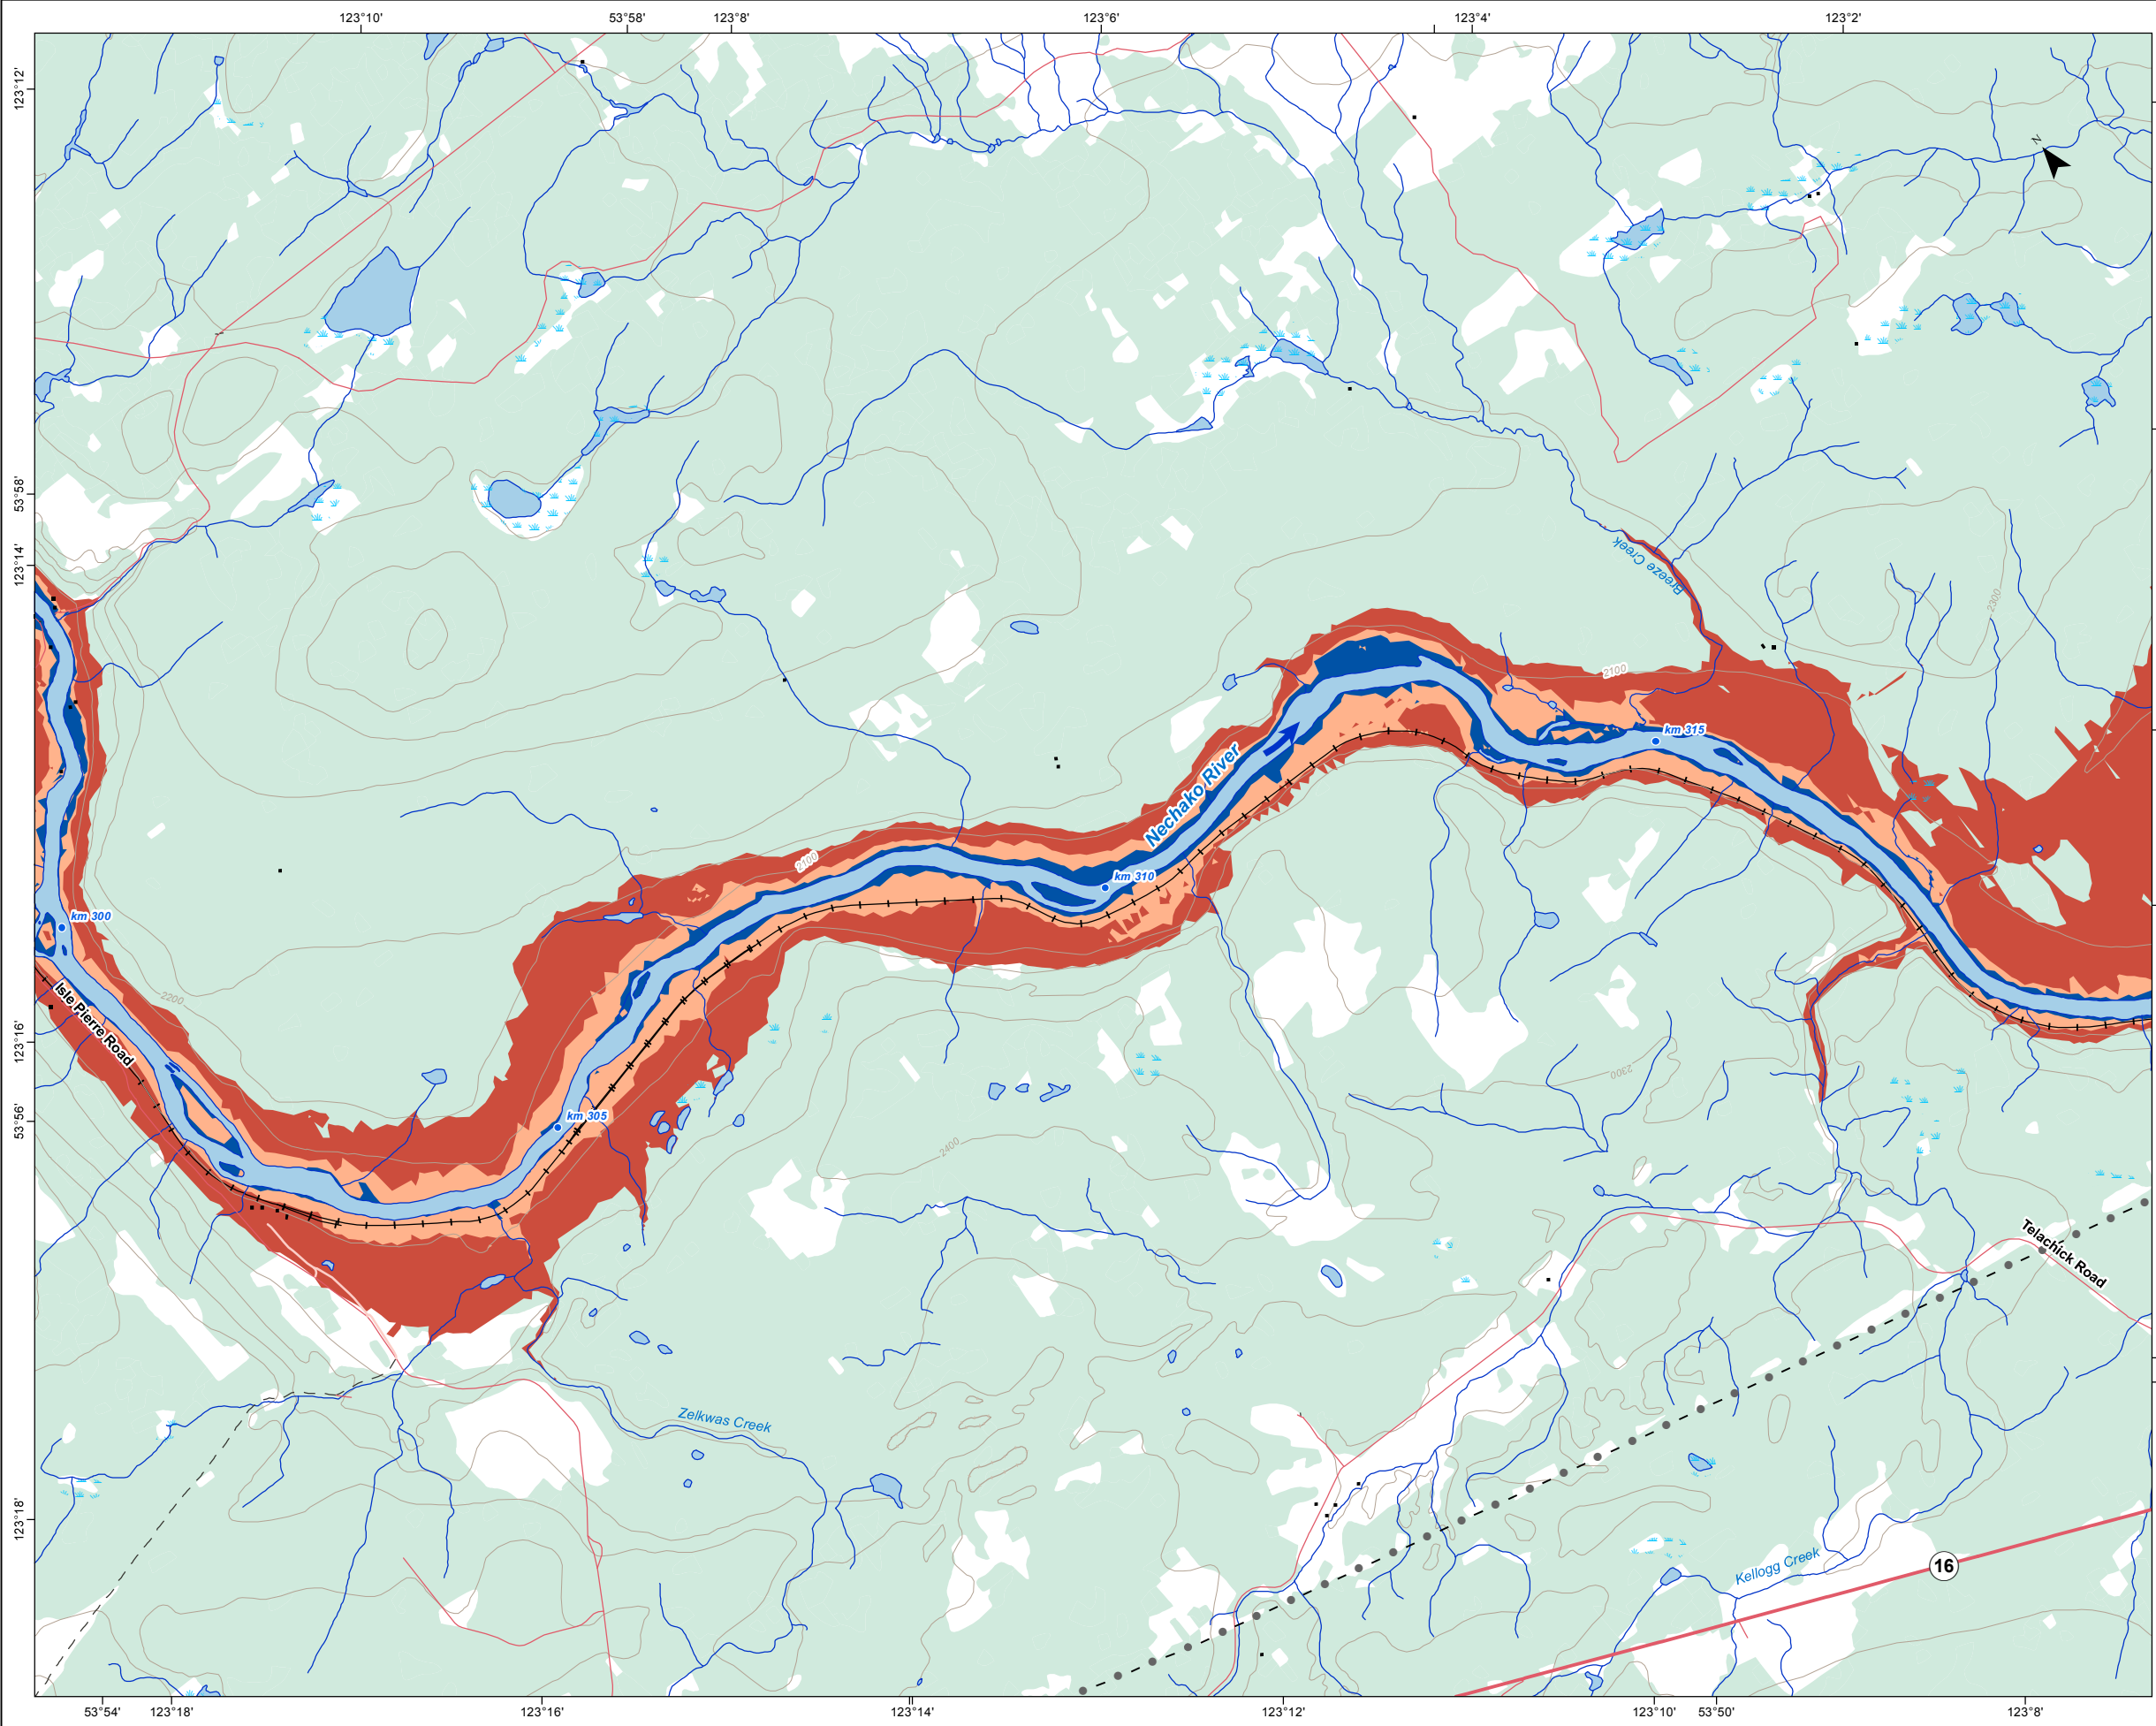 123°10'
53°58'
123°8'
123°6'
123°4'
123°2'
123°12'
N
53°58'
123°14'
Breeze Creek
2300
2100
km 315
Nechako River
2100
km 310
km 300
2200
Isle Pierre Road
123°16'
2300
53°56'
km 305
2400
Telachick Road
Zelkwas Creek
123°18'
Kellogg Creek
16
53°54'
123°18'
123°16'
123°14'
123°12'
123°10'
53°50'
123°8'